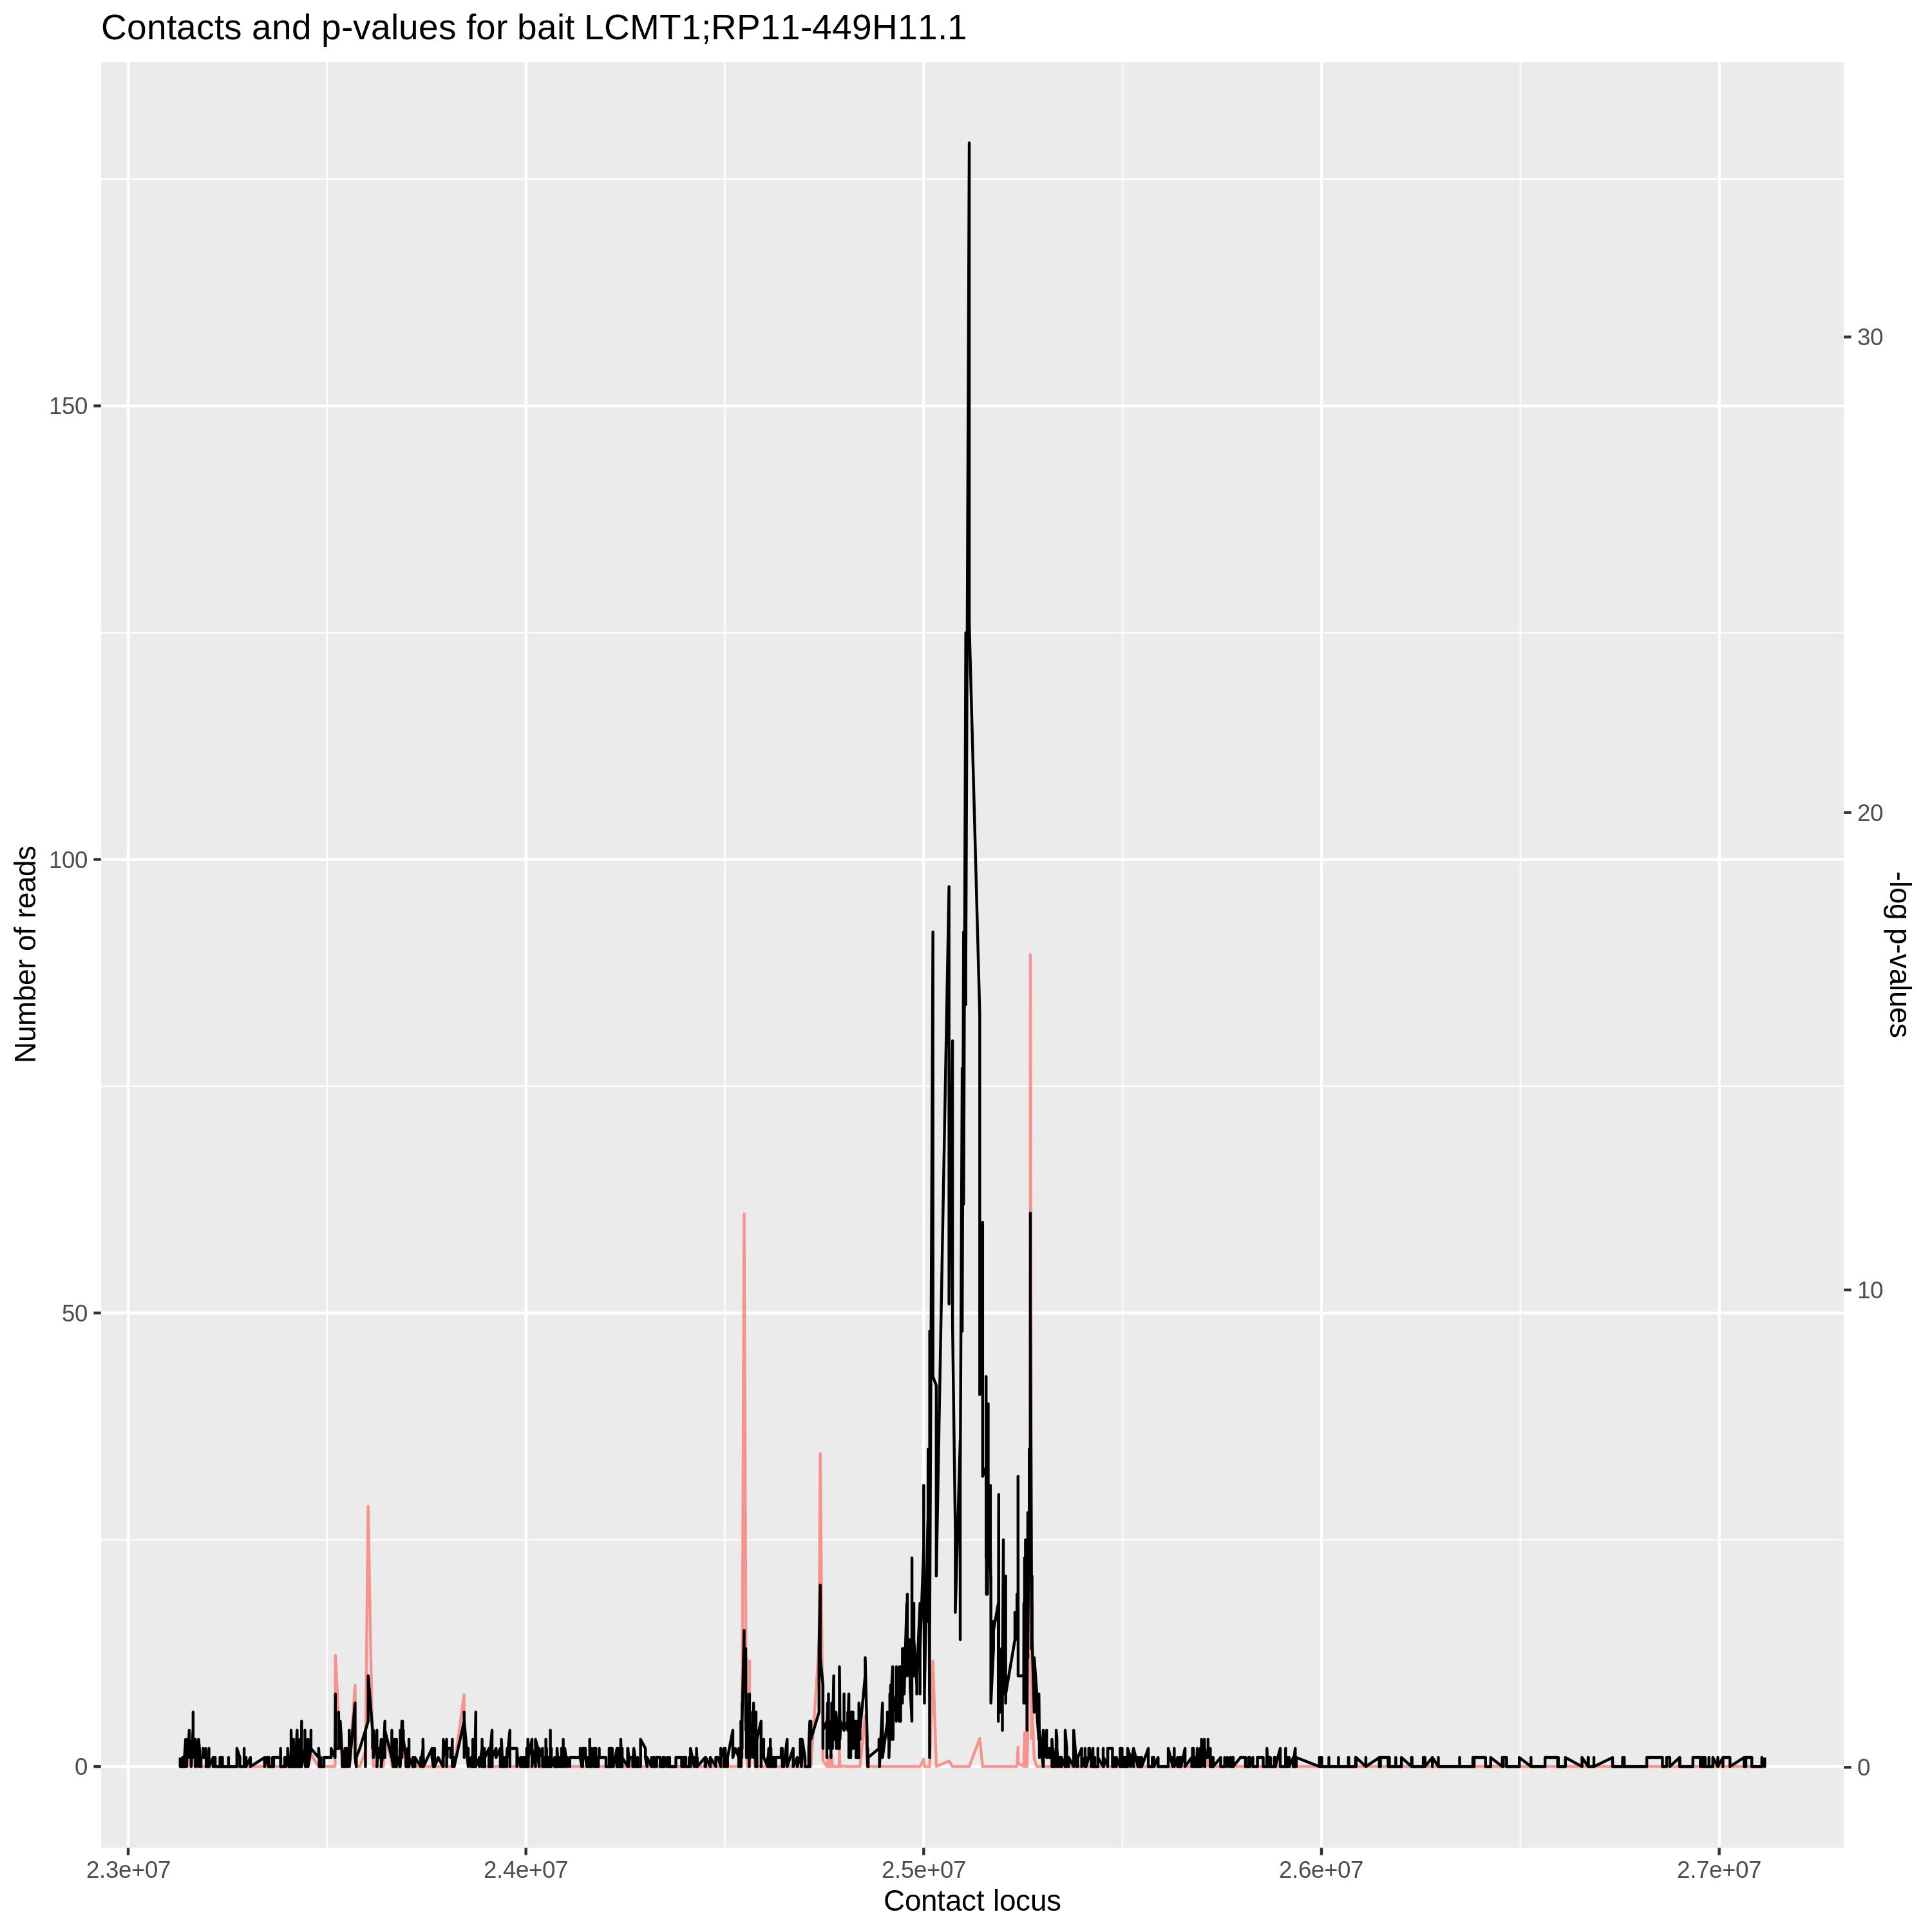 Contacts and p-values for bait LCMT1;RP11-449H11.1
150
100
50
0
Number of reads
30
20
10
0
-log p-values
2.3e+07 2.4e+07 2.5e+07 2.6e+07 2.7e+07
Contact locus